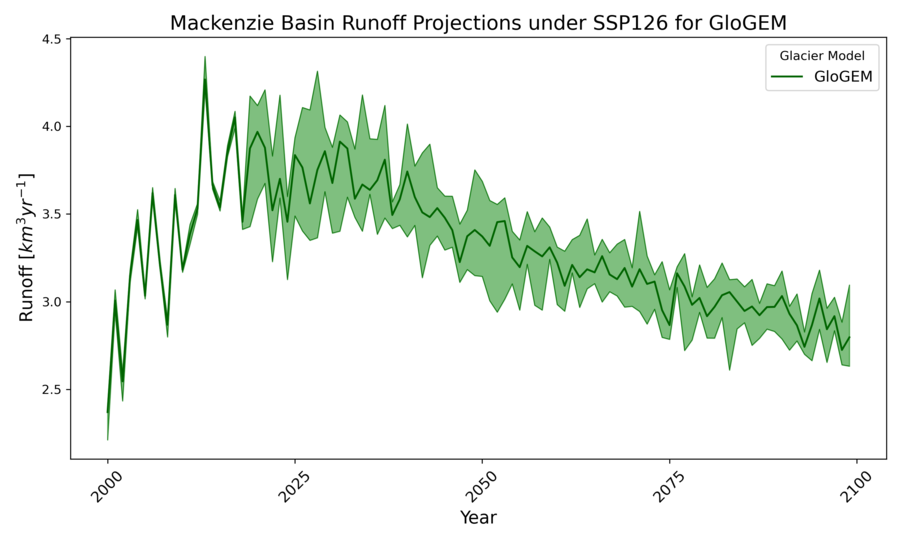 Mackenzie Basin Runoff Projections under SSP126 for GloGEM
Glacier Model
GloGEM
Runoff [km³yr⁻¹]
4.5
4.0
3.5
3.0
2.5
2000
2025
2050
2075
2100
Year